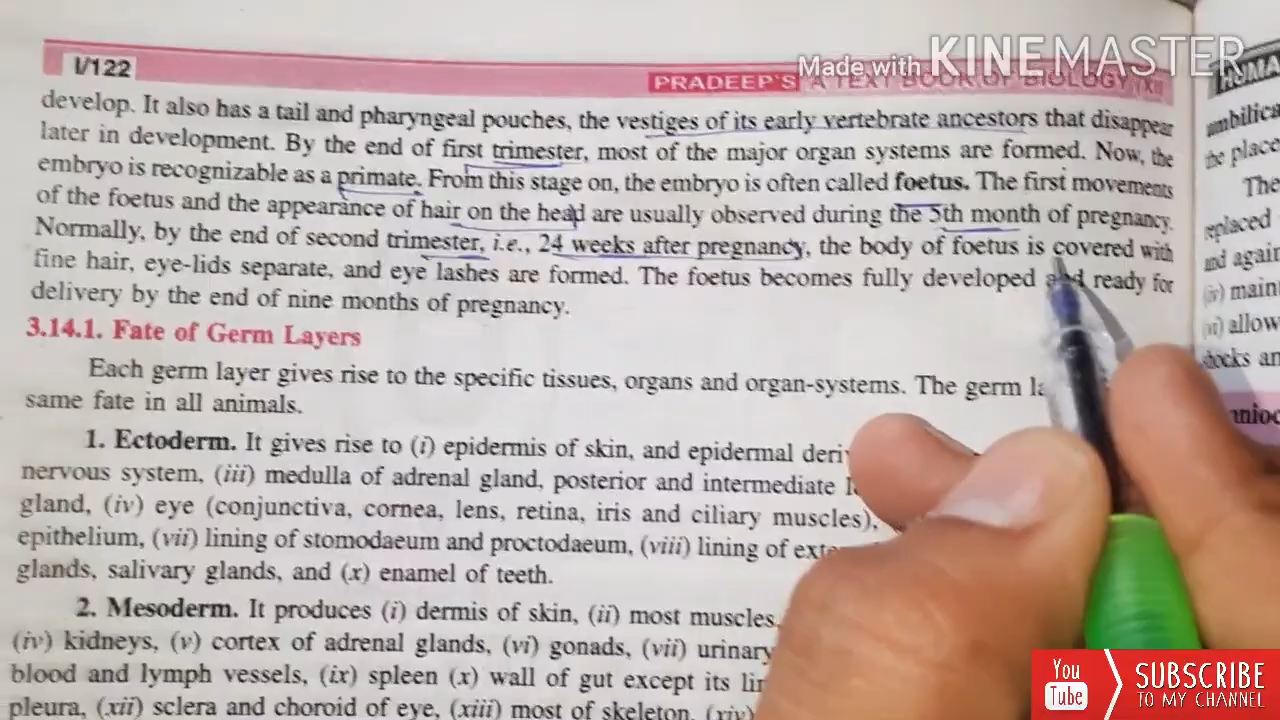 I/122
Made with KINEMASTER
PRADEEP'S A TEXT BOOK OF BIOLOGY (XII
develop. It also has a tail and pharyngeal pouches, the vestiges of its early vertebrate ancestors that disappear
later in development. By the end of first trimester, most of the major organ systems are formed. Now, the
embryo is recognizable as a primate. From this stage on, the embryo is often called foetus. The first movements
of the foetus and the appearance of hair on the head are usually observed during the 5th month of pregnancy.
Normally, by the end of second trimester, i.e., 24 weeks after pregnancy, the body of foetus is covered with
fine hair, eye-lids separate, and eye lashes are formed. The foetus becomes fully developed and ready for
delivery by the end of nine months of pregnancy.
3.14.1. Fate of Germ Layers
Each germ layer gives rise to the specific tissues, organs and organ-systems. The germ la
same fate in all animals.
1. Ectoderm. It gives rise to (i) epidermis of skin, and epidermal deri
nervous system, (iii) medulla of adrenal gland, posterior and intermediate
gland, (iv) eye (conjunctiva, cornea, lens, retina, iris and ciliary muscles),
epithelium, (vii) lining of stomodaeum and proctodaeum, (viii) lining of exte
glands, salivary glands, and (x) enamel of teeth.
2. Mesoderm. It produces (i) dermis of skin, (ii) most muscles
(iv) kidneys, (v) cortex of adrenal glands, (vi) gonads, (vii) urinary
blood and lymph vessels, (ix) spleen (x) wall of gut except its lin
pleura, (xii) sclera and choroid of eye, (xiii) most of skeleton, (xiv)
HUMA
umbilica
the place
The
replaced
and again
(iv) main
(vi) allow
shocks an
amnioc
You Tube
SUBSCRIBE
TO MY CHANNEL